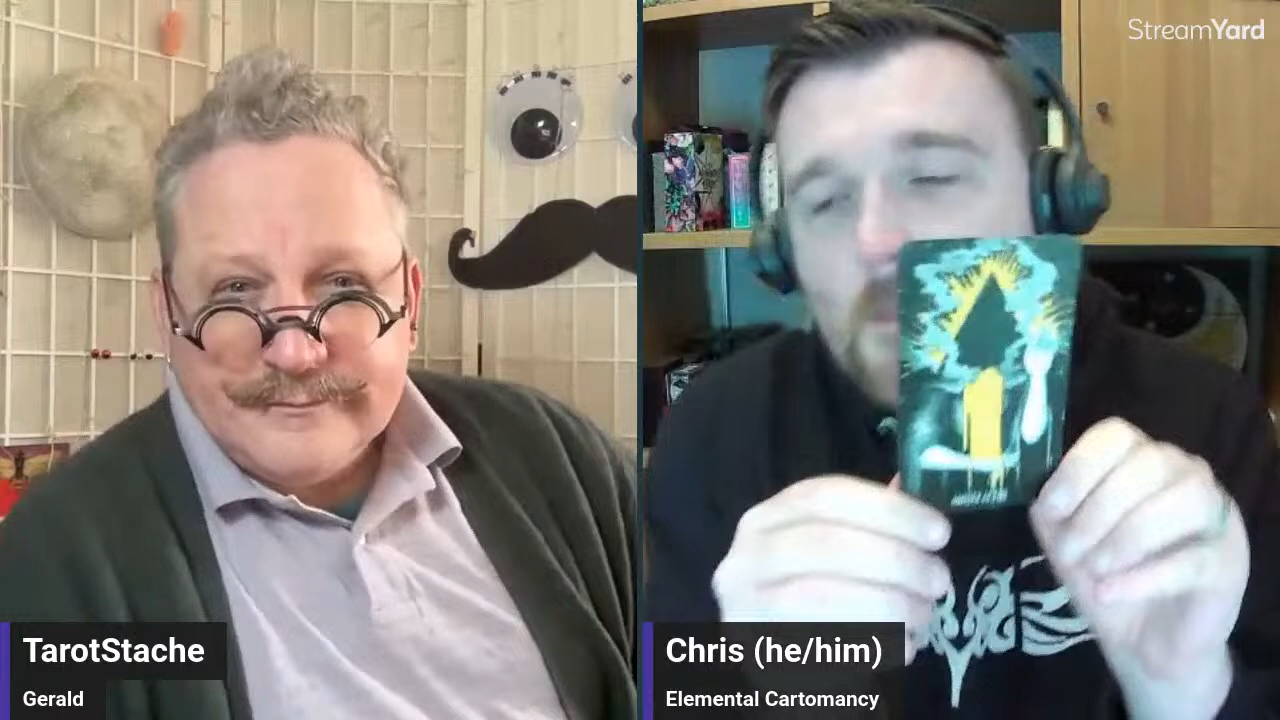 StreamYard
TarotStache
Gerald
Chris (he/him)
Elemental Cartomancy